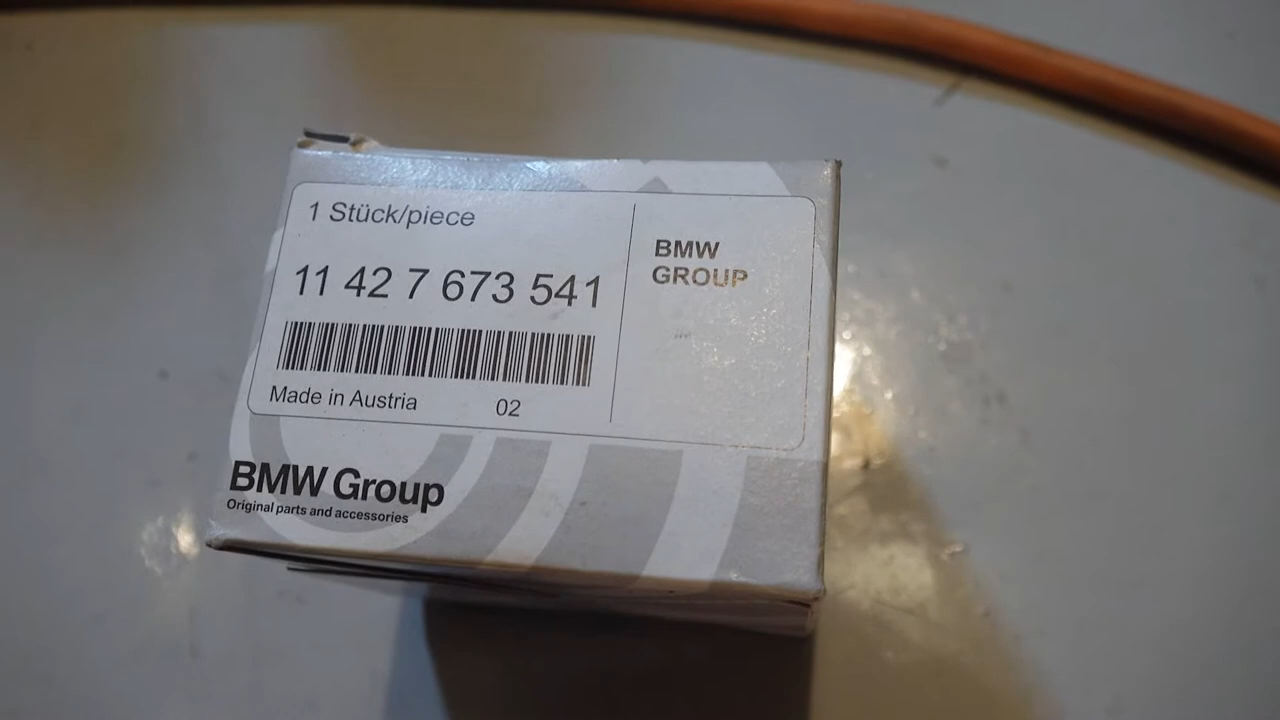 1 Stück/piece
11 42 7 673 541
Made in Austria 02
BMW
GROUP
BMW Group
Original parts and accessories